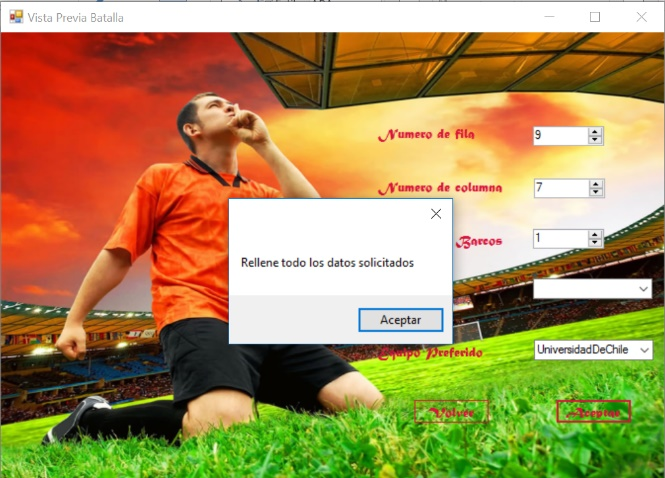 Vista Previa Batalla
Numero de fila
9
Numero de columna
7
Barcos
1
Rellene todo los datos solicitados
Aceptar
Equipo Preferido
UniversidadDeChile
Volver
Aceptar